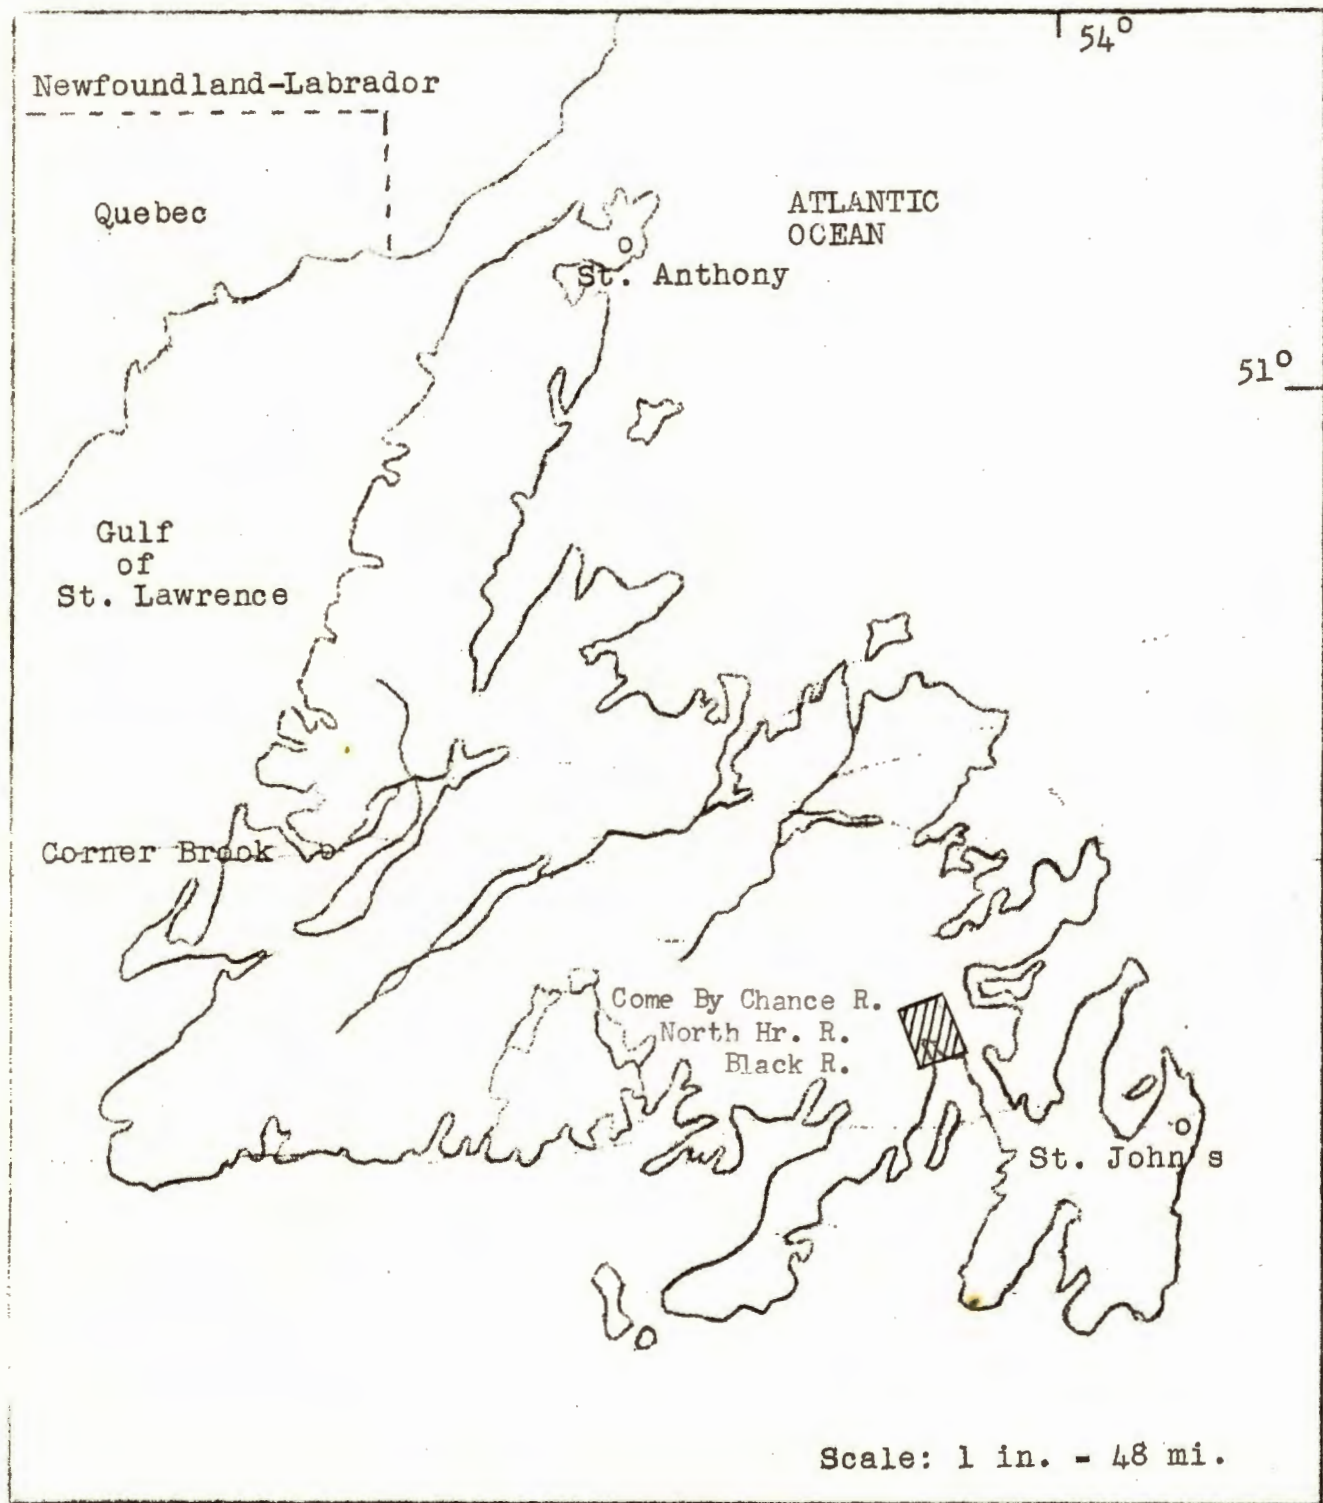 54°
Newfoundland-Labrador
Quebec
ATLANTIC
OCEAN
St. Anthony
51°
Gulf
of
St. Lawrence
Corner Brook
Come By Chance R.
North Hr. R.
Black R.
St. John s
Scale: 1 in. - 48 mi.